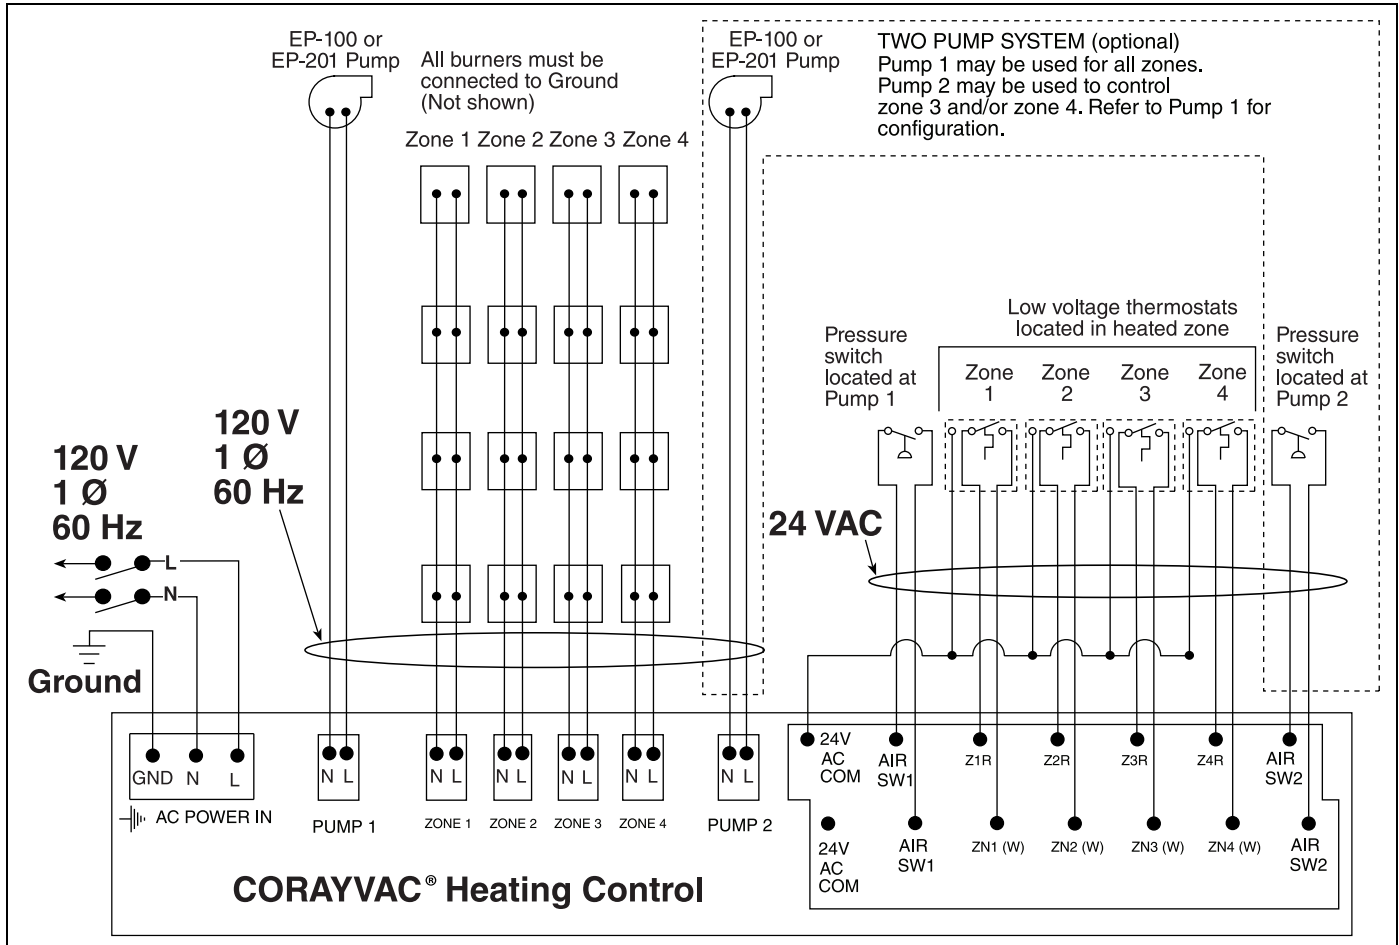 EP-100 or
EP-201 Pump
All burners must be
connected to Ground
(Not shown)
EP-100 or
EP-201 Pump
TWO PUMP SYSTEM (optional)
Pump 1 may be used for all zones.
Pump 2 may be used to control
zone 3 and/or zone 4. Refer to Pump 1 for
configuration.
Zone 1 Zone 2 Zone 3 Zone 4
Low voltage thermostats
located in heated zone
Pressure
switch
located at
Pump 1
Zone
1
Zone
2
Zone
3
Zone
4
Pressure
switch
located at
Pump 2
120 V
1 Ø
60 Hz
120 V
1 Ø
60 Hz
24 VAC
L
N
Ground
GND N L
AC POWER IN
N L
PUMP 1
N L
ZONE 1
N L
ZONE 2
N L
ZONE 3
N L
ZONE 4
N L
PUMP 2
24V
AC
COM
AIR
SW1
Z1R
Z2R
Z3R
Z4R
AIR
SW2
24V
AC
COM
AIR
SW1
ZN1 (W)
ZN2 (W)
ZN3 (W)
ZN4 (W)
AIR
SW2
CORAYVAC® Heating Control